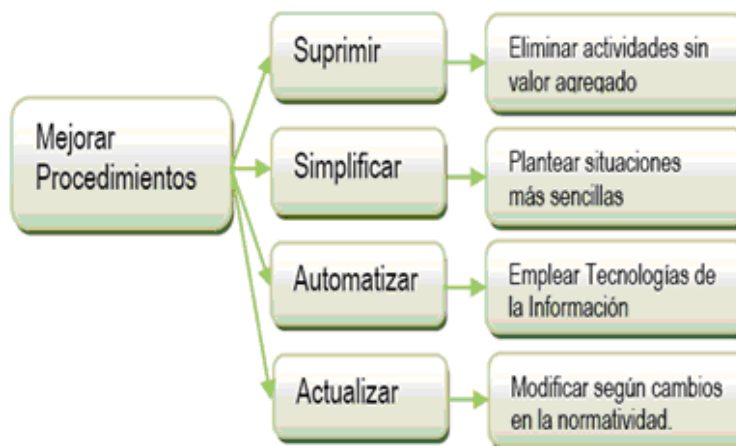 Mejorar
Procedimientos
Suprimir
Eliminar actividades sin
valor agregado
Simplificar
Plantear situaciones
más sencillas
Automatizar
Emplear Tecnologías de
la Información
Actualizar
Modificar según cambios
en la normatividad.